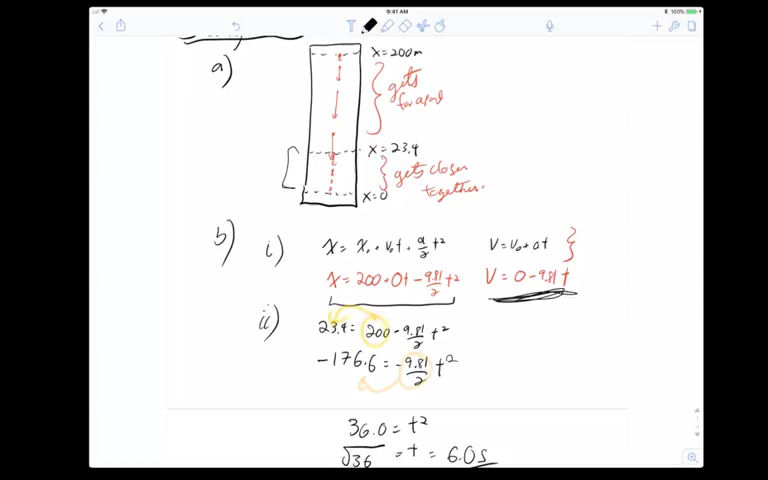 9:41 AM
100%
T
a)
x=200m
gets
far apart
x=23.4
gets closer
together.
x=0
b) i) x = x₀ + v₀t + a/2 t² v = v₀ + at
x = 200 + 0t - 9.81/2 t² v = 0 - 9.81t
ii) 23.4 = 200 - 9.81/2 t²
-176.6 = -9.81/2 t²
36.0 = t²
√36 = t = 6.0s